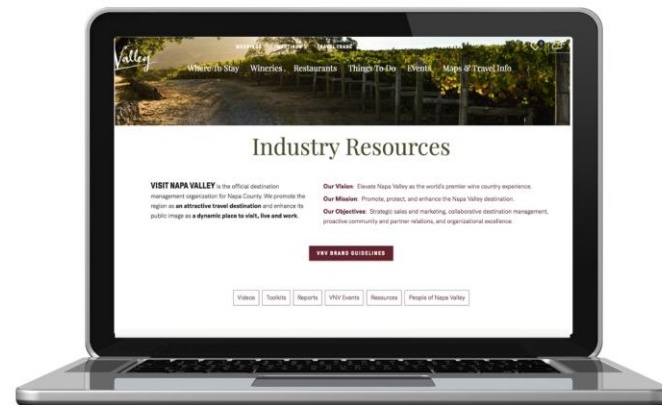 Valley
Where To Stay Wineries Restaurants Things To Do Events Maps & Travel Info
Industry Resources
VISIT NAPA VALLEY is the official destination
management organization for Napa County. We promote the
region as an attractive travel destination and enhance its
public image as a dynamic place to visit, live and work.
Our Vision: Elevate Napa Valley as the world's premier wine country experience.
Our Mission: Promote, protect, and enhance the Napa Valley destination.
Our Objectives: Strategic sales and marketing, collaborative destination management,
proactive community and partner relations, and organizational excellence.
VNV BRAND GUIDELINES
Videos Toolkits Reports VNV Events Resources People of Napa Valley